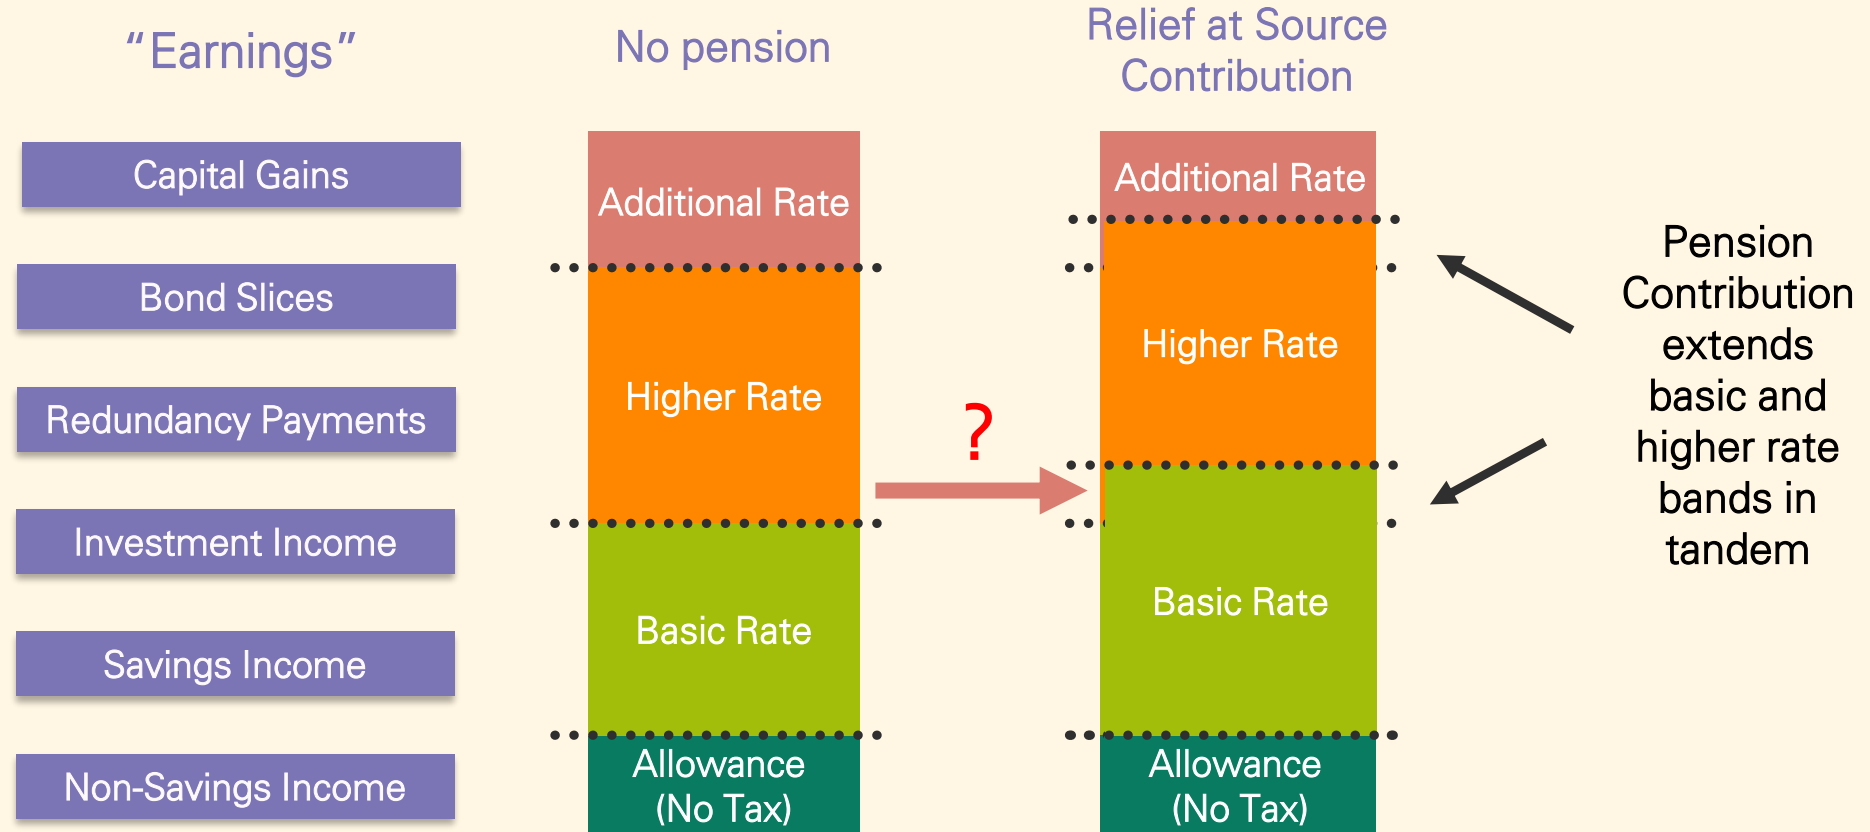 “Earnings”
No pension
Relief at Source
Contribution
Capital Gains
Bond Slices
Redundancy Payments
Investment Income
Savings Income
Non-Savings Income
Additional Rate
Higher Rate
Basic Rate
Allowance
(No Tax)
?
Additional Rate
Higher Rate
Basic Rate
Allowance
(No Tax)
Pension
Contribution
extends
basic and
higher rate
bands in
tandem